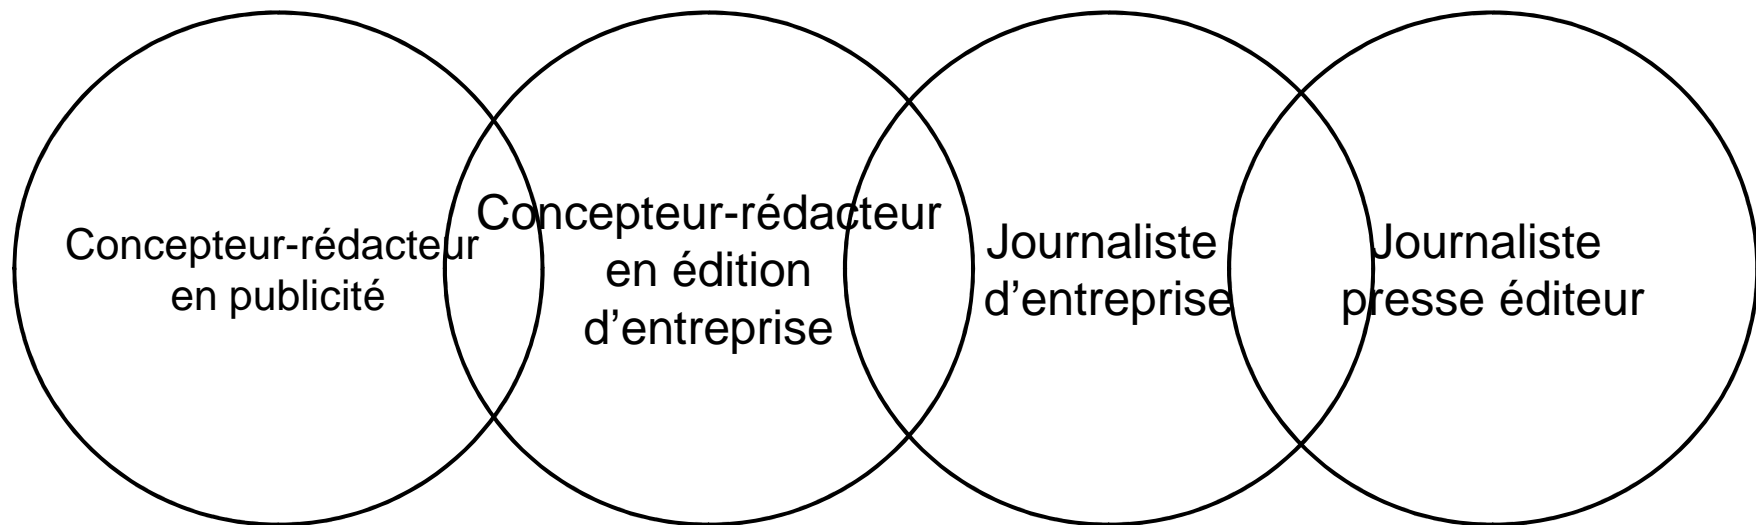 Concepteur-rédacteur
en publicité
Concepteur-rédacteur
en édition
d’entreprise
Journaliste
d’entreprise
Journaliste
presse éditeur